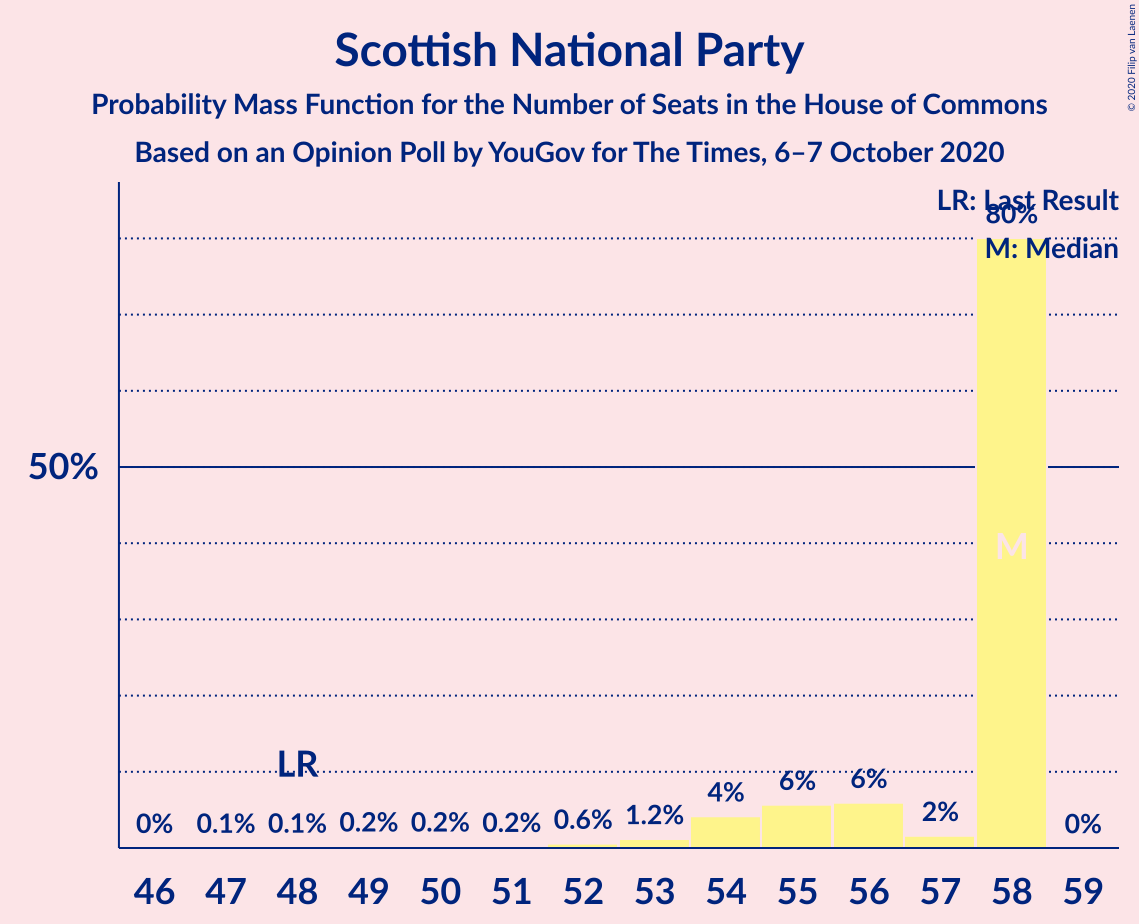 Scottish National Party
Probability Mass Function for the Number of Seats in the House of Commons
Based on an Opinion Poll by YouGov for The Times, 6–7 October 2020
© 2020 Filip van Laenen
LR: Last Result
80%
M: Median
50%
M
LR
0%
0.1%
0.1%
0.2%
0.2%
0.2%
0.6%
1.2%
4%
6%
6%
2%
0%
46 47 48 49 50 51 52 53 54 55 56 57 58 59